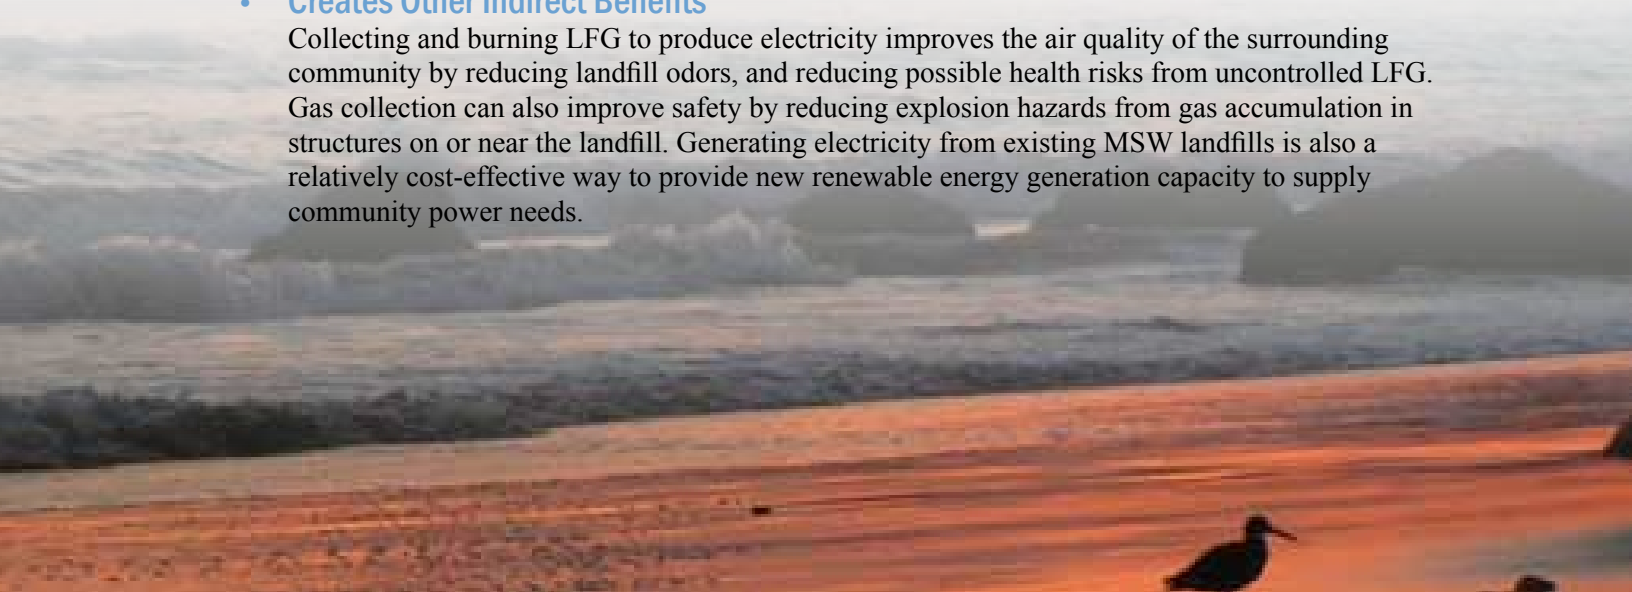 • Creates Other Indirect Benefits
Collecting and burning LFG to produce electricity improves the air quality of the surrounding
community by reducing landfill odors, and reducing possible health risks from uncontrolled LFG.
Gas collection can also improve safety by reducing explosion hazards from gas accumulation in
structures on or near the landfill. Generating electricity from existing MSW landfills is also a
relatively cost-effective way to provide new renewable energy generation capacity to supply
community power needs.